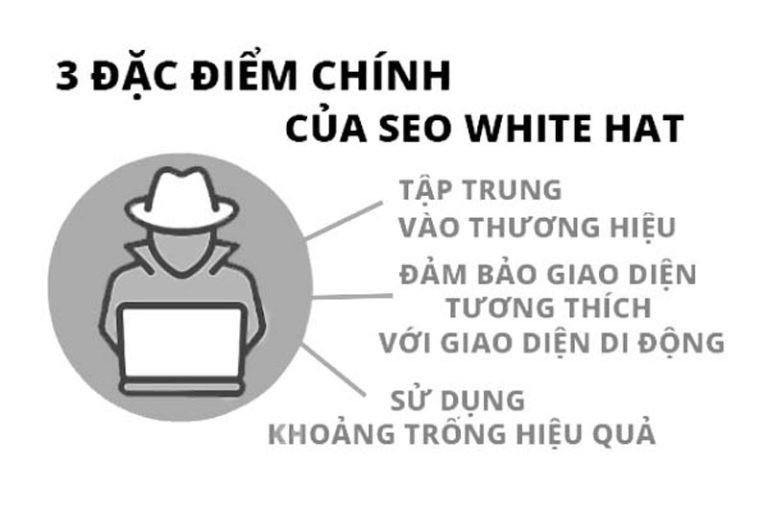 3 ĐẶC ĐIỂM CHÍNH
CỦA SEO WHITE HAT
TẬP TRUNG
VÀO THƯƠNG HIỆU
ĐẢM BẢO GIAO DIỆN
TƯƠNG THÍCH
VỚI GIAO DIỆN DI ĐỘNG
SỬ DỤNG
KHOẢNG TRỐNG HIỆU QUẢ